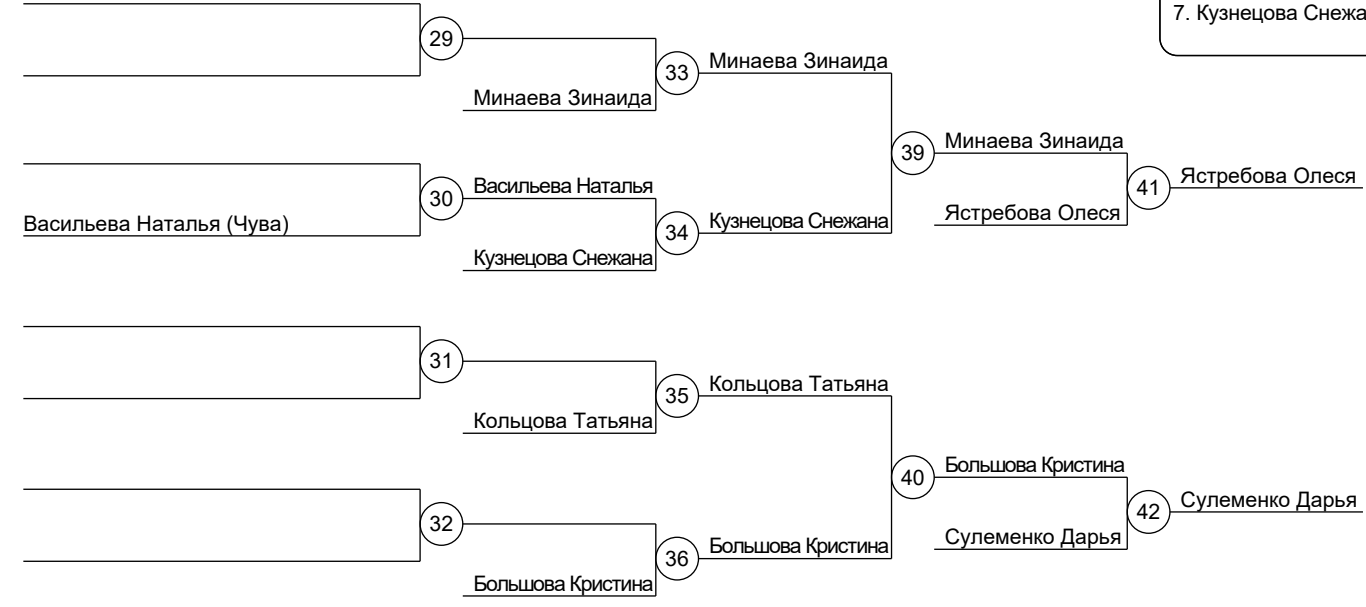 7. Кузнецова Снежа
29
33
Минаева Зинаида
Минаева Зинаида
39
Минаева Зинаида
41
Ястребова Олеся
30
Васильева Наталья
Васильева Наталья (Чува)
34
Кузнецова Снежана
Ястребова Олеся
Кузнецова Снежана
31
35
Кольцова Татьяна
Кольцова Татьяна
40
Большова Кристина
42
Сулеменко Дарья
32
Сулеменко Дарья
36
Большова Кристина
Большова Кристина